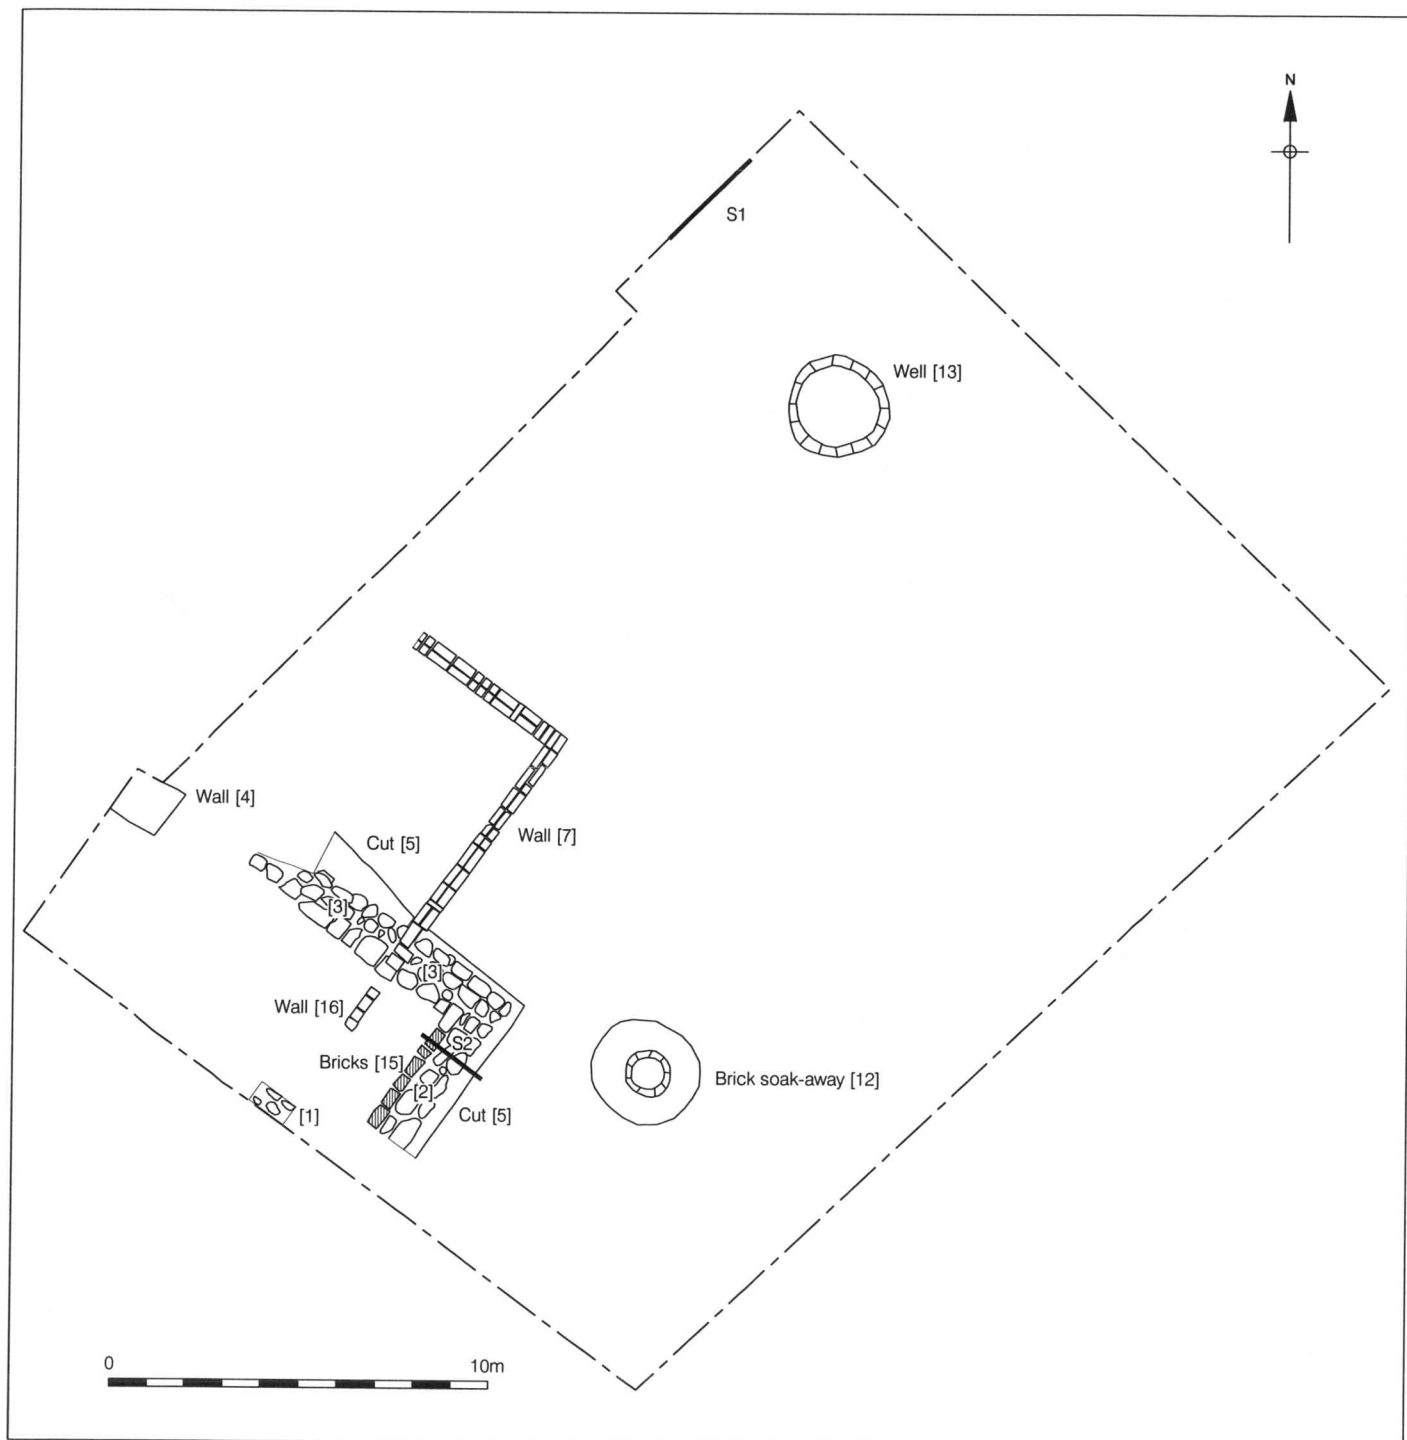 N
S1
Well [13]
Wall [4]
Cut [5]
Wall [7]
[3]
[3]
Wall [16]
S2
Bricks [15]
Brick soak-away [12]
[2]
Cut [5]
[1]
0 10m